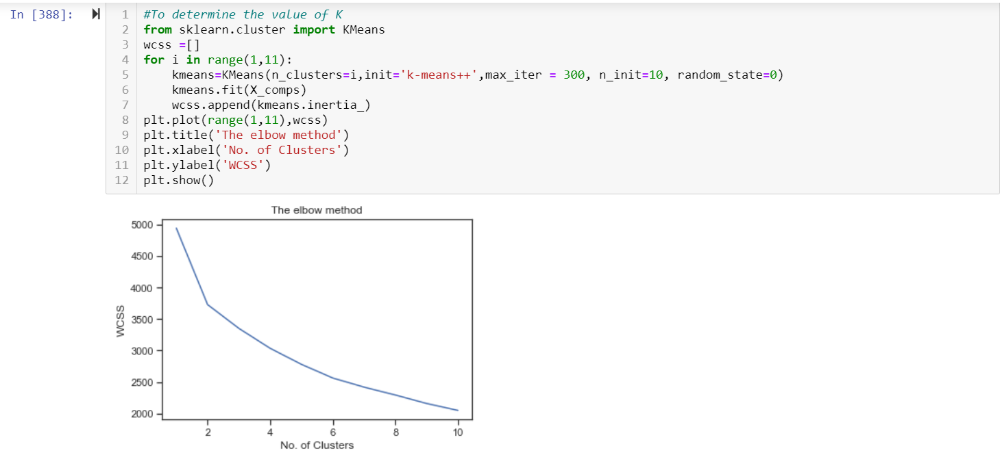 In [388]:
1 #To determine the value of K
2 from sklearn.cluster import KMeans
3 wcss =[]
4 for i in range(1,11):
5     kmeans=KMeans(n_clusters=i,init='k-means++',max_iter = 300, n_init=10, random_state=0)
6     kmeans.fit(X_comps)
7     wcss.append(kmeans.inertia_)
8 plt.plot(range(1,11),wcss)
9 plt.title('The elbow method')
10 plt.xlabel('No. of Clusters')
11 plt.ylabel('WCSS')
12 plt.show()
The elbow method
5000
4500
4000
3500
3000
2500
2000
WCSS
2 4 6 8 10
No. of Clusters